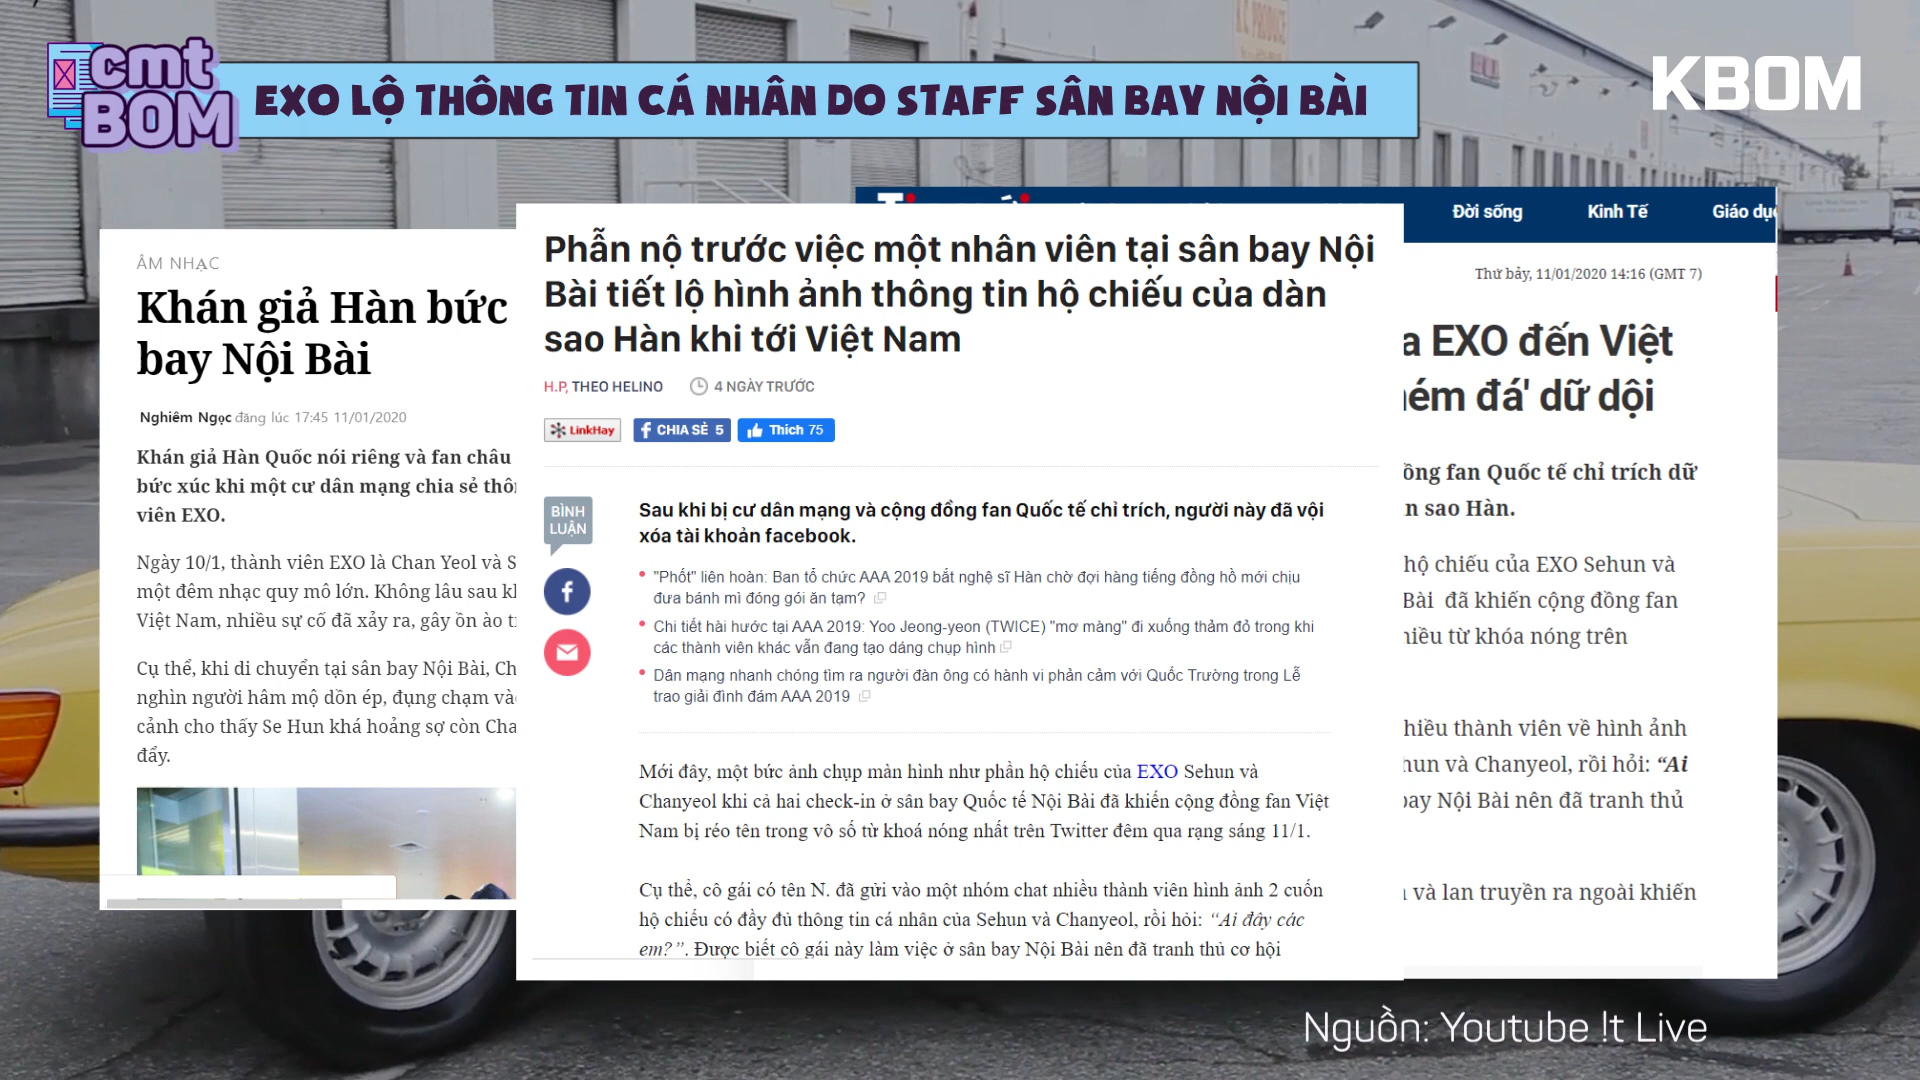 cmt
BOM
EXO LỘ THÔNG TIN CÁ NHÂN DO STAFF SÂN BAY NỘI BÀI
KBOM
ÂM NHẠC
Khán giả Hàn bức
bay Nội Bài
Nghiêm Ngọc đăng lúc 17:45 11/01/2020
Khán giả Hàn Quốc nói riêng và fan châu
bức xúc khi một cư dân mạng chia sẻ
viên EXO.
Ngày 10/1, thành viên EXO là Chan Yeol và S
một đêm nhạc quy mô lớn. Không lâu sau
Việt Nam, nhiều sự cố đã xảy ra, gây ồn ào
Cụ thể, khi di chuyển tại sân bay Nội Bài, Ch
nghìn người hâm mộ dồn ép, đụng chạm
cảnh cho thấy Se Hun khá hoảng sợ còn Cha
đẩy.
Phẫn nộ trước việc một nhân viên tại sân bay Nội
Bài tiết lộ hình ảnh thông tin hộ chiếu của dàn
sao Hàn khi tới Việt Nam
H.P, THEO HELINO 4 NGÀY TRƯỚC
LinkHay CHIA SẺ 5 Thích 75
BÌNH
LUẬN
Sau khi bị cư dân mạng và cộng đồng fan Quốc tế chỉ trích, người này đã vội
xóa tài khoản facebook.
"Phốt" liên hoàn: Ban tổ chức AAA 2019 bắt nghệ sĩ Hàn chờ đợi hàng tiếng đồng hồ mới chịu
đưa bánh mì đóng gói ăn tạm?
Chi tiết hài hước tại AAA 2019: Yoo Jeong-yeon (TWICE) "mơ màng" đi xuống thảm đỏ trong khi
các thành viên khác vẫn đang tạo dáng chụp hình
Dân mạng nhanh chóng tìm ra người đàn ông có hành vi phản cảm với Quốc Trường trong Lễ
trao giải đình đám AAA 2019
Mới đây, một bức ảnh chụp màn hình như phần hộ chiếu của EXO Sehun và
Chanyeol khi cả hai check-in ở sân bay Quốc tế Nội Bài đã khiến cộng đồng fan Việt
Nam bị réo tên trong vô số từ khoá nóng nhất trên Twitter đêm qua rạng sáng 11/1.
Cụ thể, cô gái có tên N. đã gửi vào một nhóm chat nhiều thành viên hình ảnh 2 cuốn
hộ chiếu có đầy đủ thông tin cá nhân của Sehun và Chanyeol, rồi hỏi: “Ai đây các
em?”. Được biết cô gái này làm việc ở sân bay Nội Bài nên đã tranh thủ cơ hội
Đời sống Kinh Tế Giáo dục
Thứ bảy, 11/01/2020 14:16 (GMT 7)
a EXO đến Việt
ném đá' dữ dội
ồng fan Quốc tế chỉ trích dữ
n sao Hàn.
hộ chiếu của EXO Sehun và
Bài đã khiến cộng đồng fan
hiều từ khóa nóng trên
hiều thành viên về hình ảnh
hun và Chanyeol, rồi hỏi: “Ai
bay Nội Bài nên đã tranh thủ
và lan truyền ra ngoài khiến
Nguồn: Youtube !t Live